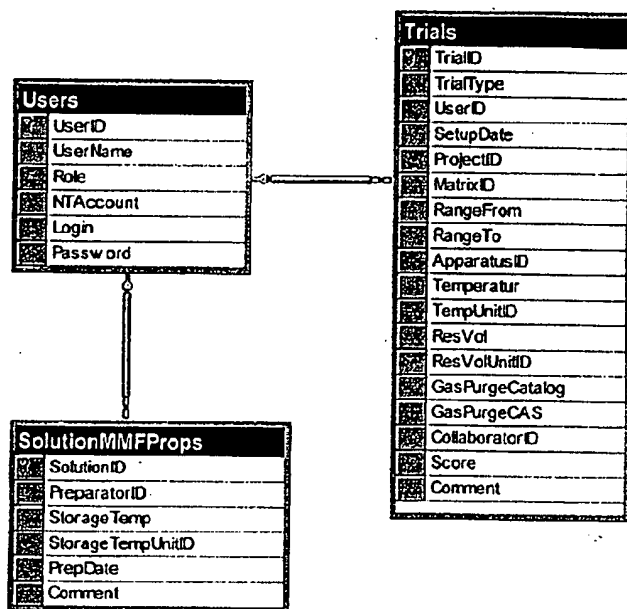 Users
UserID
UserName
Role
NTAccount
Login
Password
Trials
TrialID
TrialType
UserID
SetupDate
ProjectID
MatrixID
RangeFrom
RangeTo
ApparatusID
Temperatur
TempUnitID
ResVol
ResVolUnitID
GasPurgeCatalog
GasPurgeCAS
CollaboratorID
Score
Comment
SolutionMMFProps
SolutionID
PreparatorID
StorageTemp
StorageTempUnitID
PrepDate
Comment